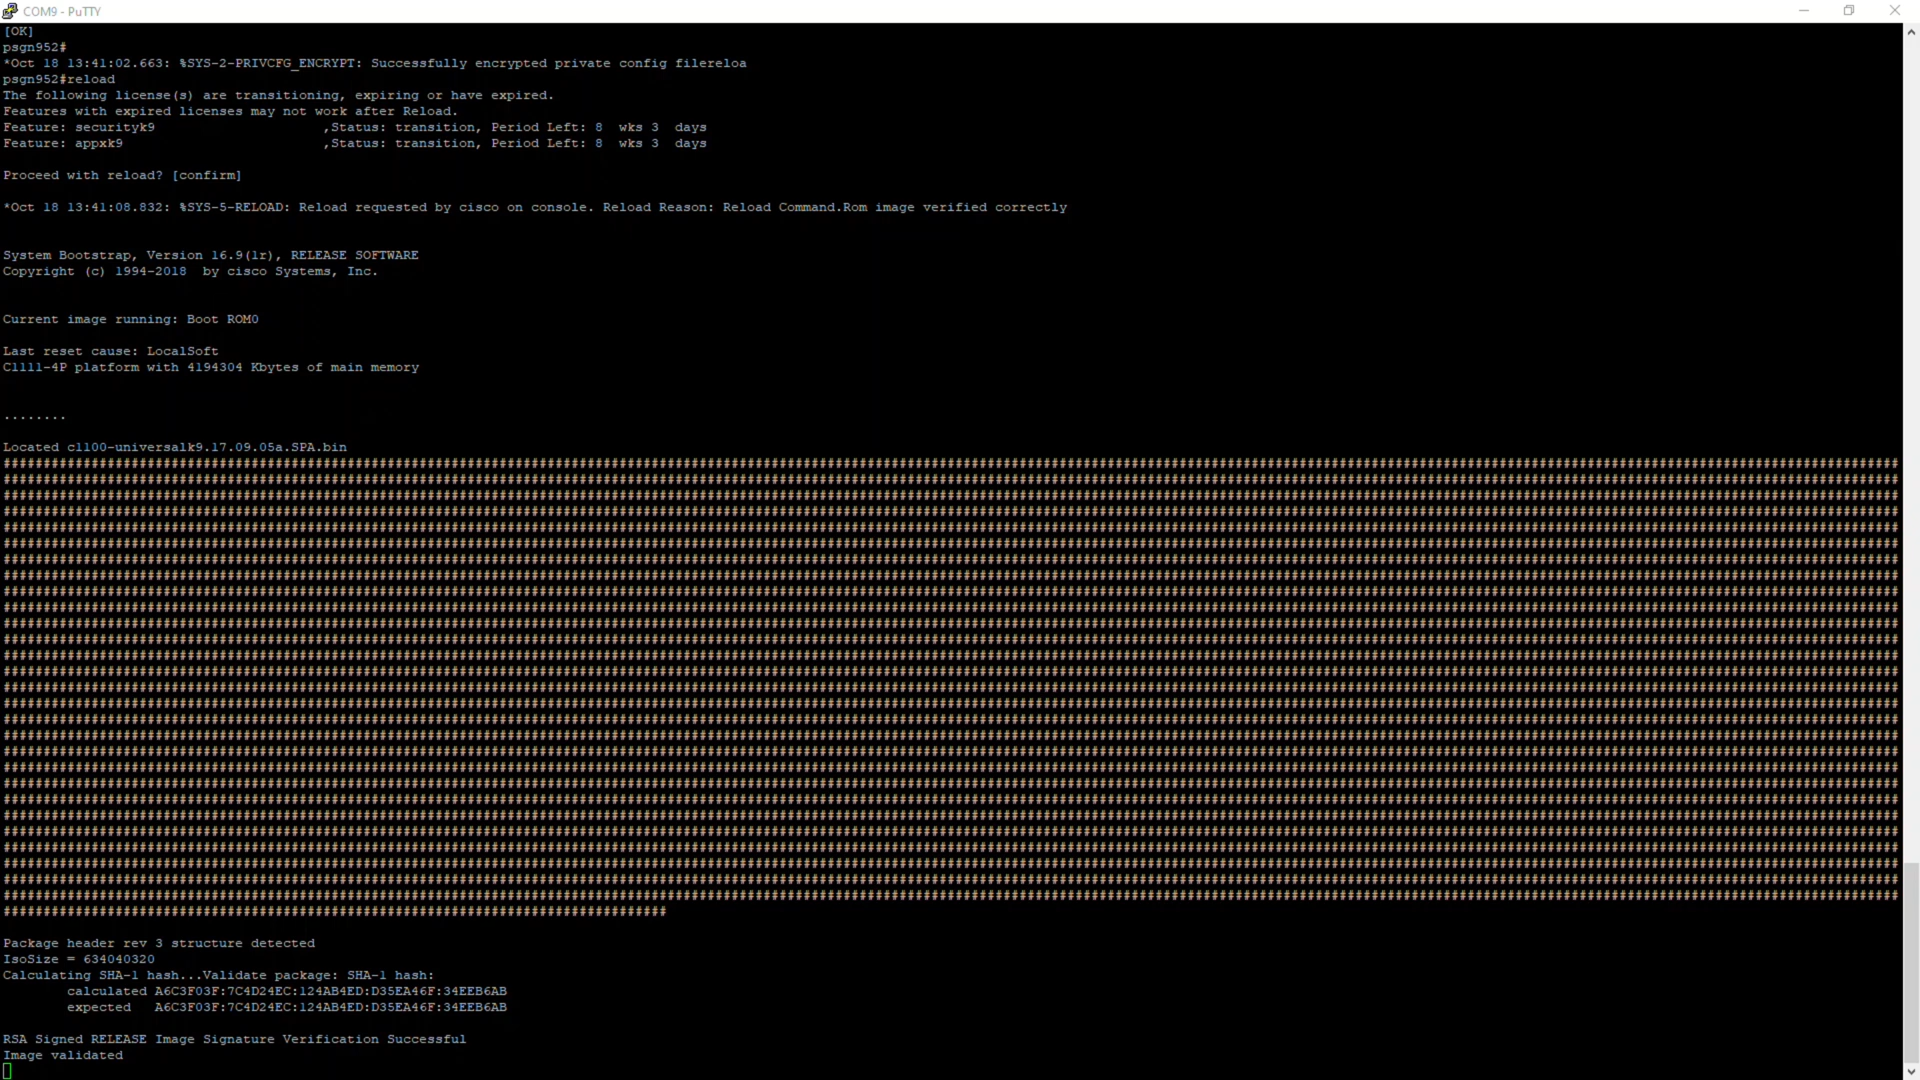 COM9 - PuTTY
[OK]
psgn952#
*Oct 18 13:41:02.663: %SYS-2-PRIVCFG_ENCRYPT: Successfully encrypted private config filereloa
psgn952#reload
The following license(s) are transitioning, expiring or have expired.
Features with expired licenses may not work after Reload.
Feature: securityk9                     ,Status: transition, Period Left: 8  wks 3  days
Feature: appxk9                         ,Status: transition, Period Left: 8  wks 3  days
Proceed with reload? [confirm]
*Oct 18 13:41:08.832: %SYS-5-RELOAD: Reload requested by cisco on console. Reload Reason: Reload Command.Rom image verified correctly
System Bootstrap, Version 16.9(1r), RELEASE SOFTWARE
Copyright (c) 1994-2018  by cisco Systems, Inc.
Current image running: Boot ROM0
Last reset cause: LocalSoft
C1111-4P platform with 4194304 Kbytes of main memory
........
Located c1100-universalk9.17.09.05a.SPA.bin
Package header rev 3 structure detected
IsoSize = 634040320
Calculating SHA-1 hash...Validate package: SHA-1 hash:
calculated A6C3F03F:7C4D24EC:124AB4ED:D35EA46F:34EEB6AB
expected   A6C3F03F:7C4D24EC:124AB4ED:D35EA46F:34EEB6AB
RSA Signed RELEASE Image Signature Verification Successful
Image validated